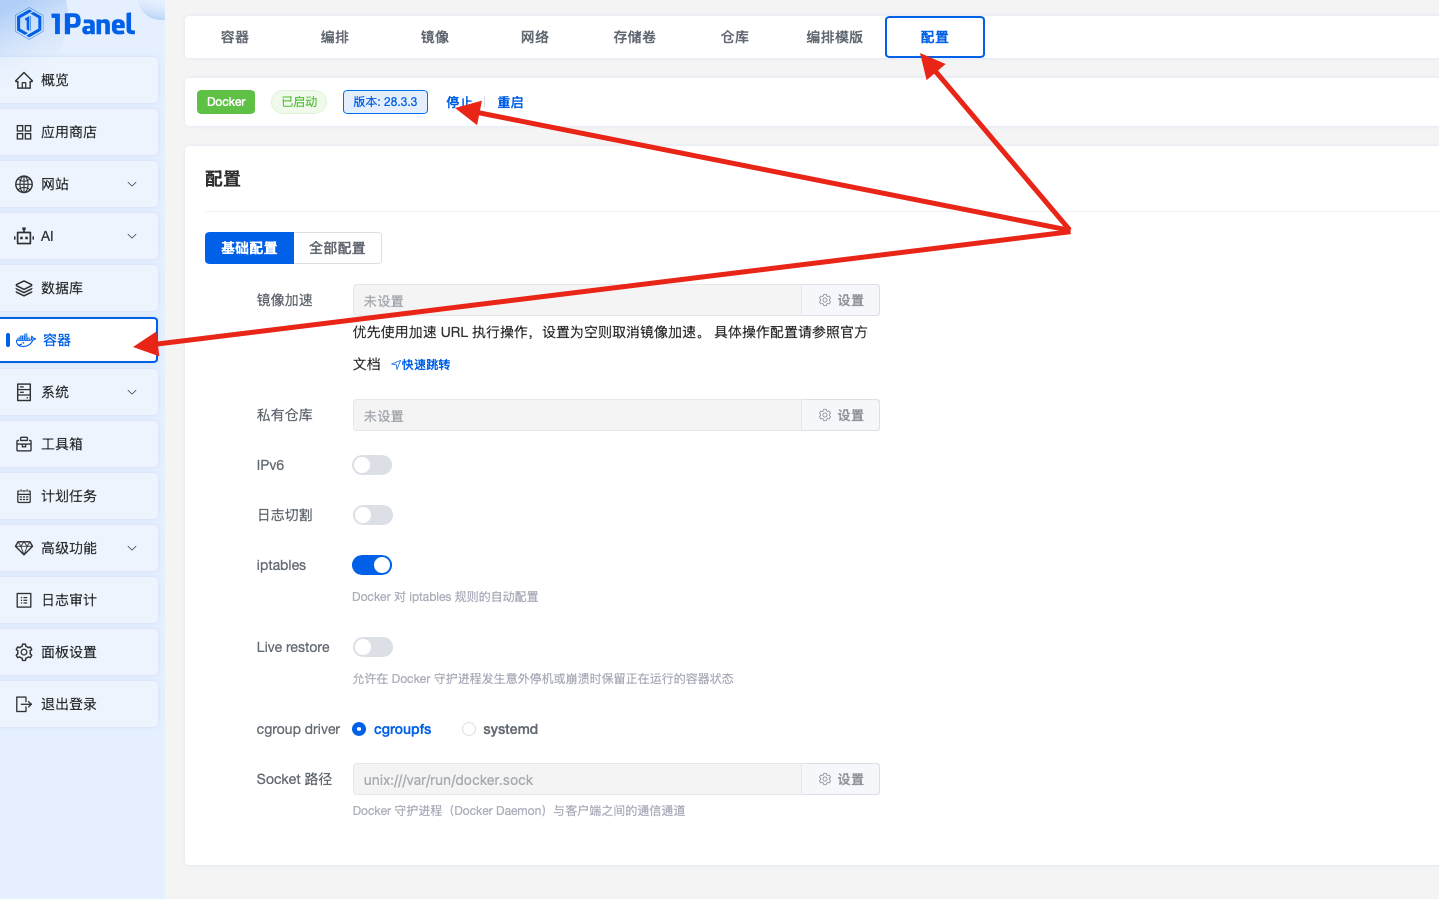 1Panel
概览
应用商店
网站
AI
数据库
容器
系统
工具箱
计划任务
高级功能
日志审计
面板设置
退出登录
容器 编排 镜像 网络 存储卷 仓库 编排模版 配置
Docker 已启动 版本: 28.3.3 停止 重启
配置
基础配置 全部配置
镜像加速 未设置 设置
优先使用加速 URL 执行操作，设置为空则取消镜像加速。 具体操作配置请参照官方
文档 快速跳转
私有仓库 未设置 设置
IPv6
日志切割
iptables
Docker 对 iptables 规则的自动配置
Live restore
允许在 Docker 守护进程发生意外停机或崩溃时保留正在运行的容器状态
cgroup driver cgroupfs systemd
Socket 路径 unix:///var/run/docker.sock 设置
Docker 守护进程（Docker Daemon）与客户端之间的通信通道